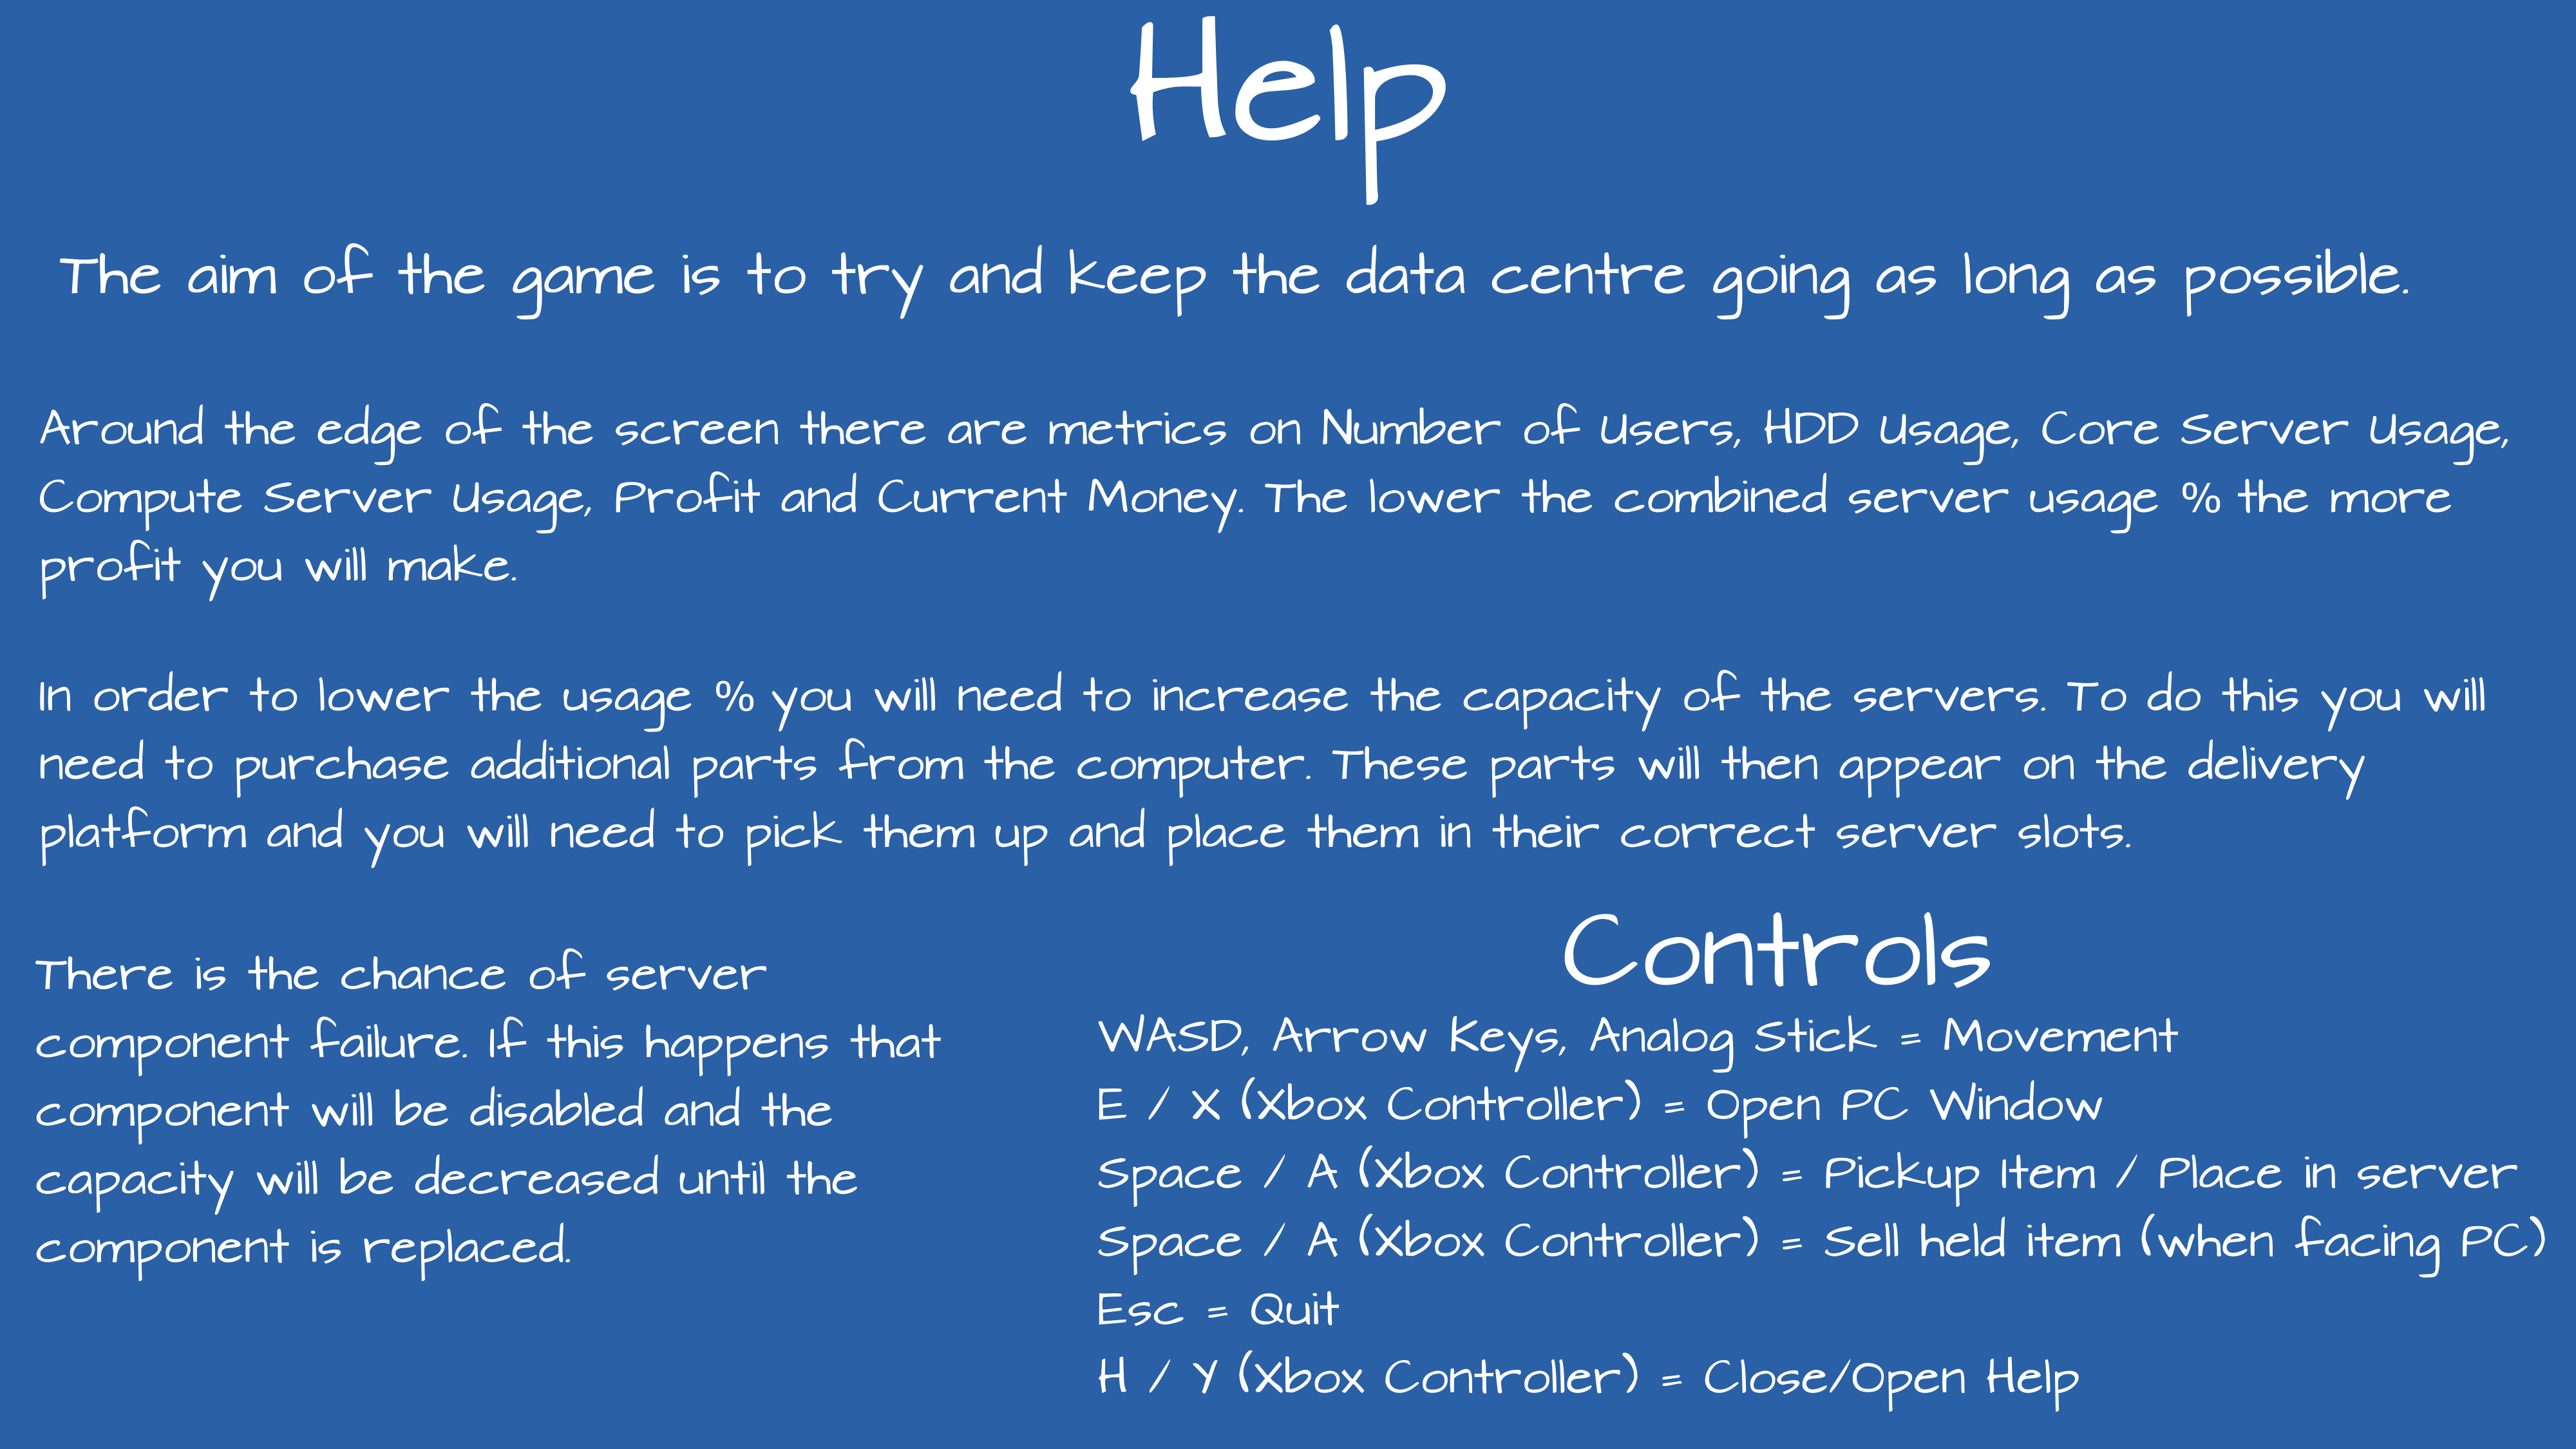 Help
The aim of the game is to try and keep the data centre going as long as possible.
Around the edge of the screen there are metrics on Number of Users, HDD Usage, Core Server Usage,
Compute Server Usage, Profit and Current Money. The lower the combined server usage % the more
profit you will make.
In order to lower the usage % you will need to increase the capacity of the servers. To do this you will
need to purchase additional parts from the computer. These parts will then appear on the delivery
platform and you will need to pick them up and place them in their correct server slots.
There is the chance of server
component failure. If this happens that
component will be disabled and the
capacity will be decreased until the
component is replaced.
Controls
WASD, Arrow Keys, Analog Stick = Movement
E / X (Xbox Controller) = Open PC Window
Space / A (Xbox Controller) = Pickup Item / Place in server
Space / A (Xbox Controller) = Sell held item (when facing PC)
Esc = Quit
H / Y (Xbox Controller) = Close/Open Help